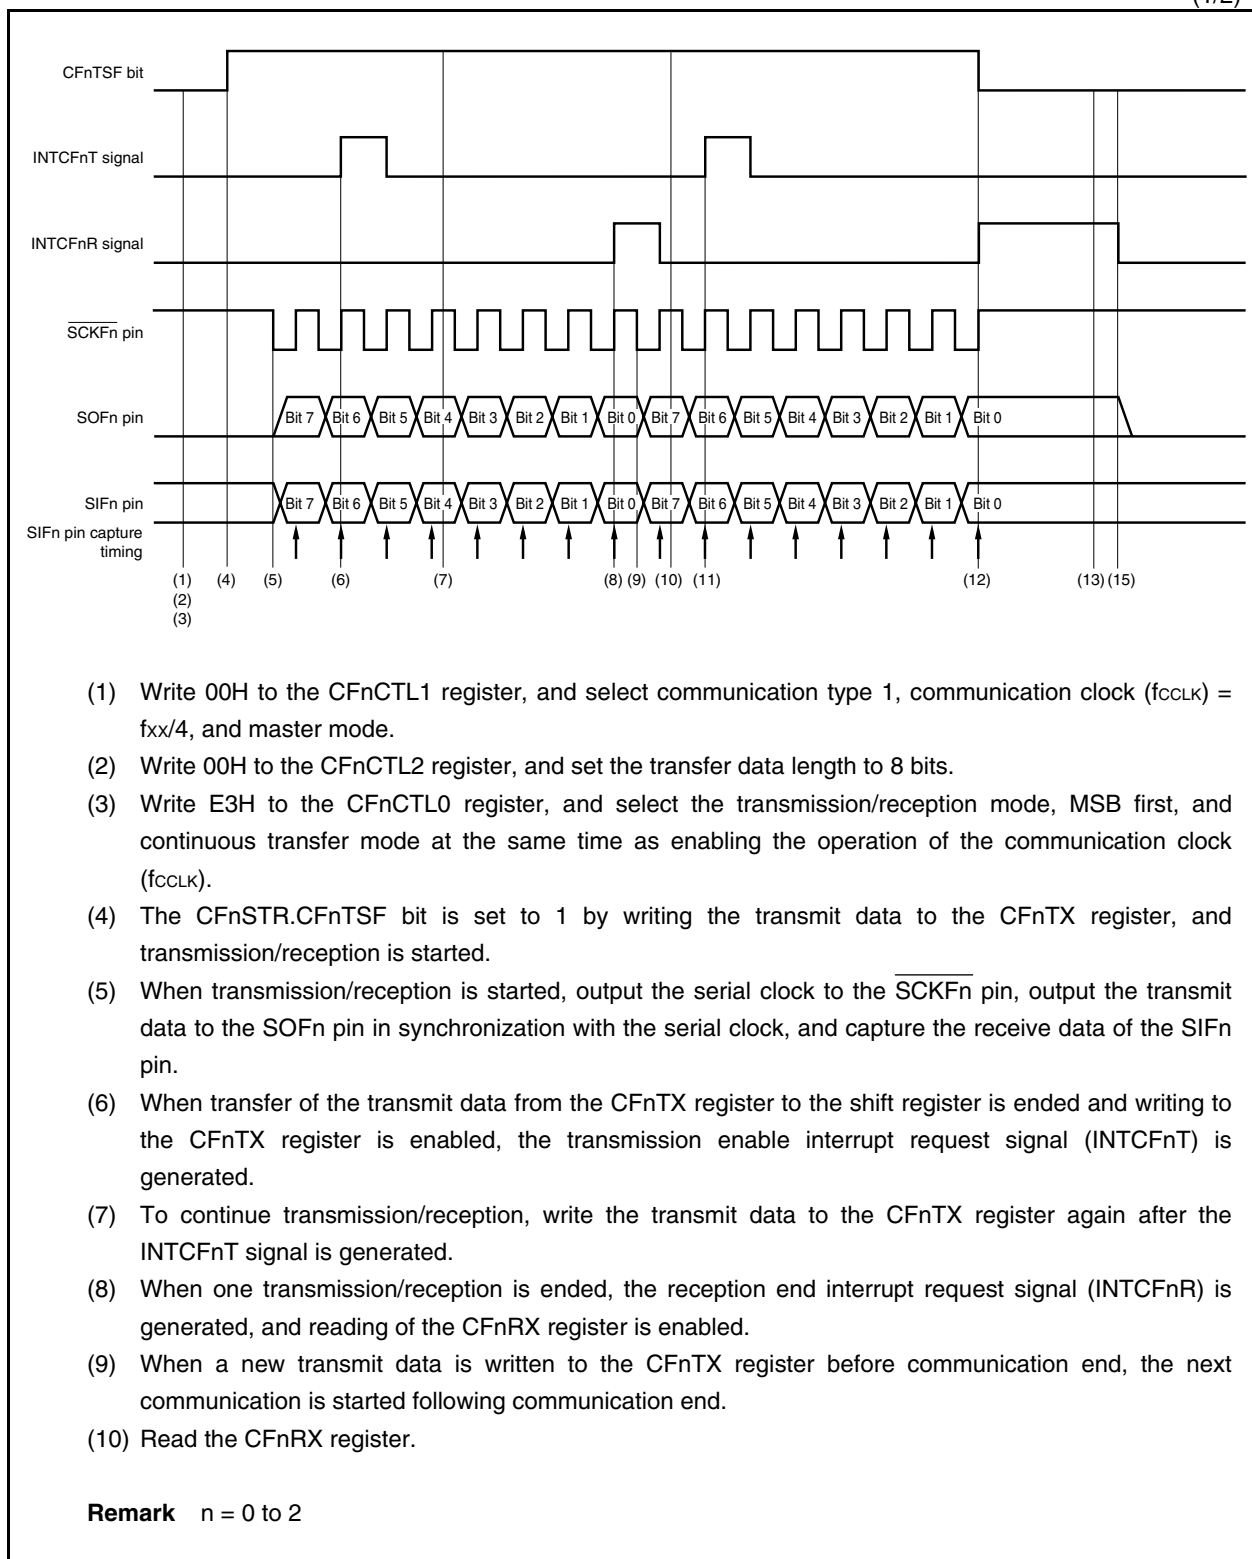 (1/2)
CFnTSF bit
INTCFnT signal
INTCFnR signal
SCKFn pin
SOFn pin
Bit 7 Bit 6 Bit 5 Bit 4 Bit 3 Bit 2 Bit 1 Bit 0 Bit 7 Bit 6 Bit 5 Bit 4 Bit 3 Bit 2 Bit 1 Bit 0
SIFn pin
Bit 7 Bit 6 Bit 5 Bit 4 Bit 3 Bit 2 Bit 1 Bit 0 Bit 7 Bit 6 Bit 5 Bit 4 Bit 3 Bit 2 Bit 1 Bit 0
SIFn pin capture
timing
(1) (4) (5) (6) (7) (8) (9) (10) (11) (12) (13) (15)
(2)
(3)
(1) Write 00H to the CFnCTL1 register, and select communication type 1, communication clock (fCCLK) =
fxx/4, and master mode.
(2) Write 00H to the CFnCTL2 register, and set the transfer data length to 8 bits.
(3) Write E3H to the CFnCTL0 register, and select the transmission/reception mode, MSB first, and
continuous transfer mode at the same time as enabling the operation of the communication clock
(fCCLK).
(4) The CFnSTR.CFnTSF bit is set to 1 by writing the transmit data to the CFnTX register, and
transmission/reception is started.
(5) When transmission/reception is started, output the serial clock to the SCKFn pin, output the transmit
data to the SOFn pin in synchronization with the serial clock, and capture the receive data of the SIFn
pin.
(6) When transfer of the transmit data from the CFnTX register to the shift register is ended and writing to
the CFnTX register is enabled, the transmission enable interrupt request signal (INTCFnT) is
generated.
(7) To continue transmission/reception, write the transmit data to the CFnTX register again after the
INTCFnT signal is generated.
(8) When one transmission/reception is ended, the reception end interrupt request signal (INTCFnR) is
generated, and reading of the CFnRX register is enabled.
(9) When a new transmit data is written to the CFnTX register before communication end, the next
communication is started following communication end.
(10) Read the CFnRX register.
Remark n = 0 to 2